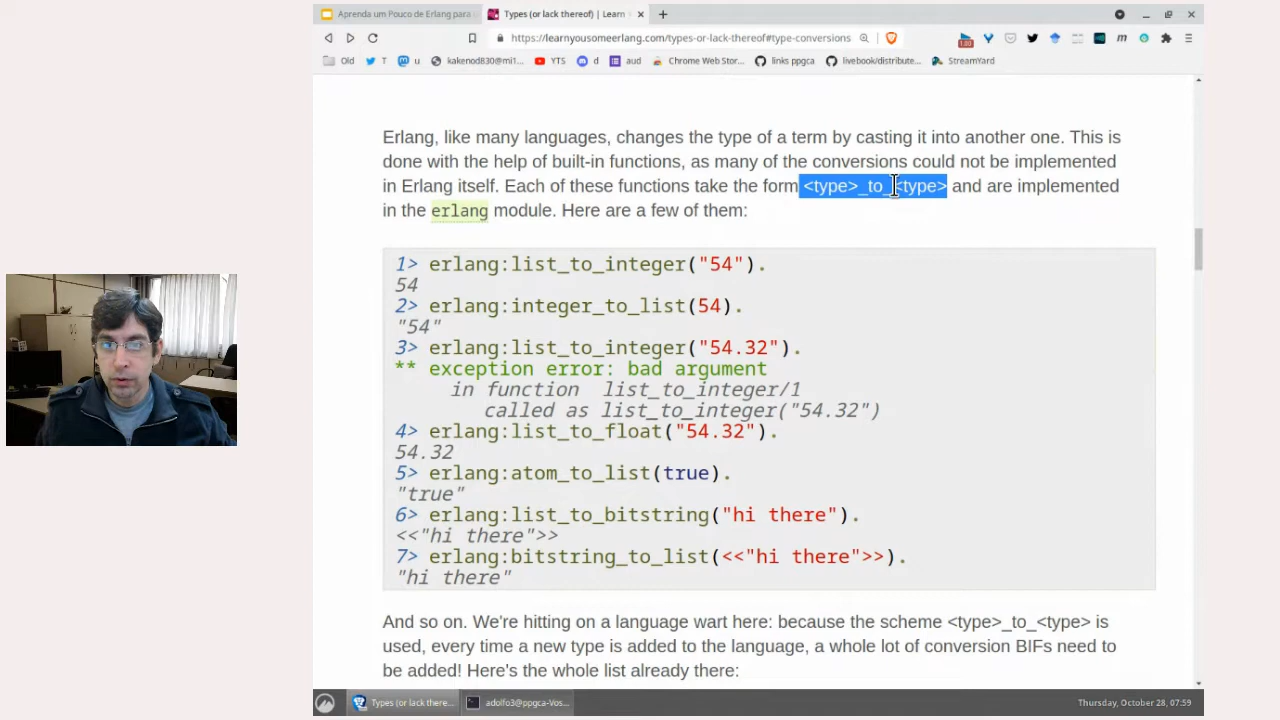 Aprenda um Pouco de Erlang para
Types (or lack thereof) | Learn
https://learnyousomeerlang.com/types-or-lack-thereof#type-conversions
1.00
m
Old
T
u
kakenod830@mi1...
YTS
d
aud
Chrome Web Stor...
links ppgca
livebook/distribute...
StreamYard
Erlang, like many languages, changes the type of a term by casting it into another one. This is
done with the help of built-in functions, as many of the conversions could not be implemented
in Erlang itself. Each of these functions take the form <type>_to_<type> and are implemented
in the erlang module. Here are a few of them:
1> erlang:list_to_integer("54").
54
2> erlang:integer_to_list(54).
"54"
3> erlang:list_to_integer("54.32").
** exception error: bad argument
in function list_to_integer/1
called as list_to_integer("54.32")
4> erlang:list_to_float("54.32").
54.32
5> erlang:atom_to_list(true).
"true"
6> erlang:list_to_bitstring("hi there").
<<"hi there">>
7> erlang:bitstring_to_list(<<"hi there">>).
"hi there"
And so on. We're hitting on a language wart here: because the scheme <type>_to_<type> is
used, every time a new type is added to the language, a whole lot of conversion BIFs need to
be added! Here's the whole list already there:
Types (or lack there...
adolfo3@ppgca-Vos...
Thursday, October 28, 07:59